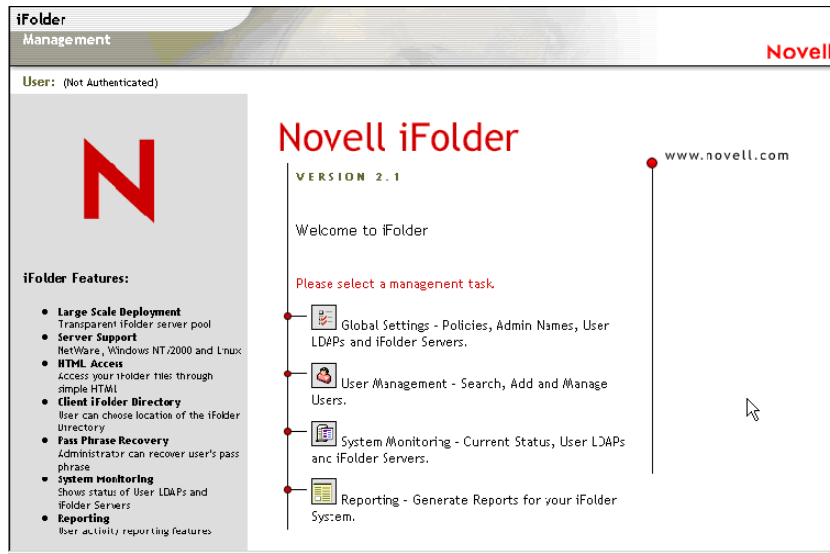 iFolder
Management
Novell
User: (Not Authenticated)
N
Novell iFolder
www.novell.com
VERSION 2.1
Welcome to iFolder
iFolder Features:
Please select a management task.
Large Scale Deployment
Transparent iFolder server pool
Server Support
NetWare, Windows NT/2000 and Linux
HTML Access
Access your iFolder files through
simple HTML
Client iFolder Directory
User can choose location of the iFolder
Directory
Pass Phrase Recovery
Administrator can recover user's pass
phrase
System Monitoring
Shows status of User LDAPs and
iFolder Servers
Reporting
User activity reporting features
Global Settings - Policies, Admin Names, User
LDAPs and iFolder Servers.
User Management - Search, Add and Manage
Users.
System Monitoring - Current Status, User LDAPs
and iFolder Servers.
Reporting - Generate Reports for your iFolder
System.